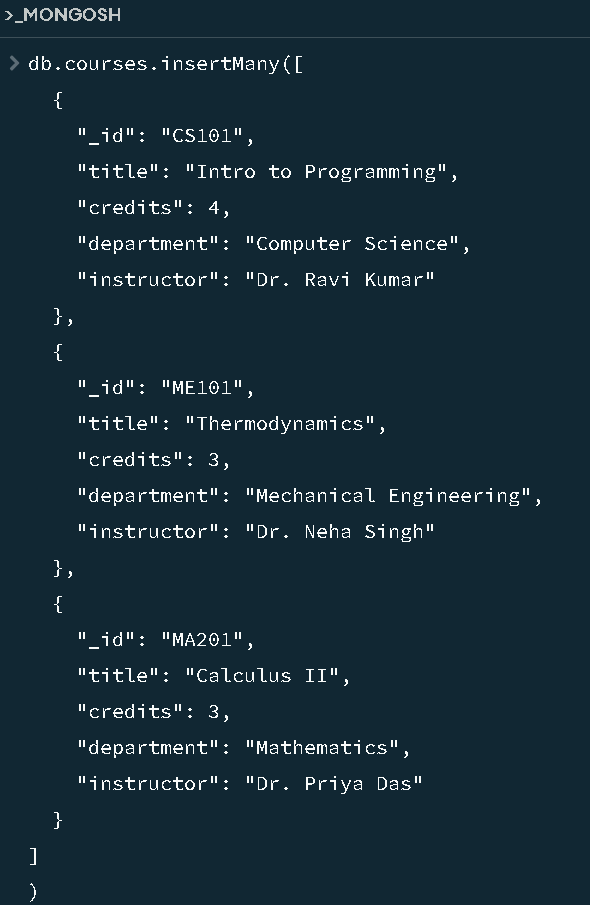 >_MONGOSH
> db.courses.insertMany([
  {
    "_id": "CS101",
    "title": "Intro to Programming",
    "credits": 4,
    "department": "Computer Science",
    "instructor": "Dr. Ravi Kumar"
  },
  {
    "_id": "ME101",
    "title": "Thermodynamics",
    "credits": 3,
    "department": "Mechanical Engineering",
    "instructor": "Dr. Neha Singh"
  },
  {
    "_id": "MA201",
    "title": "Calculus II",
    "credits": 3,
    "department": "Mathematics",
    "instructor": "Dr. Priya Das"
  }
]
)